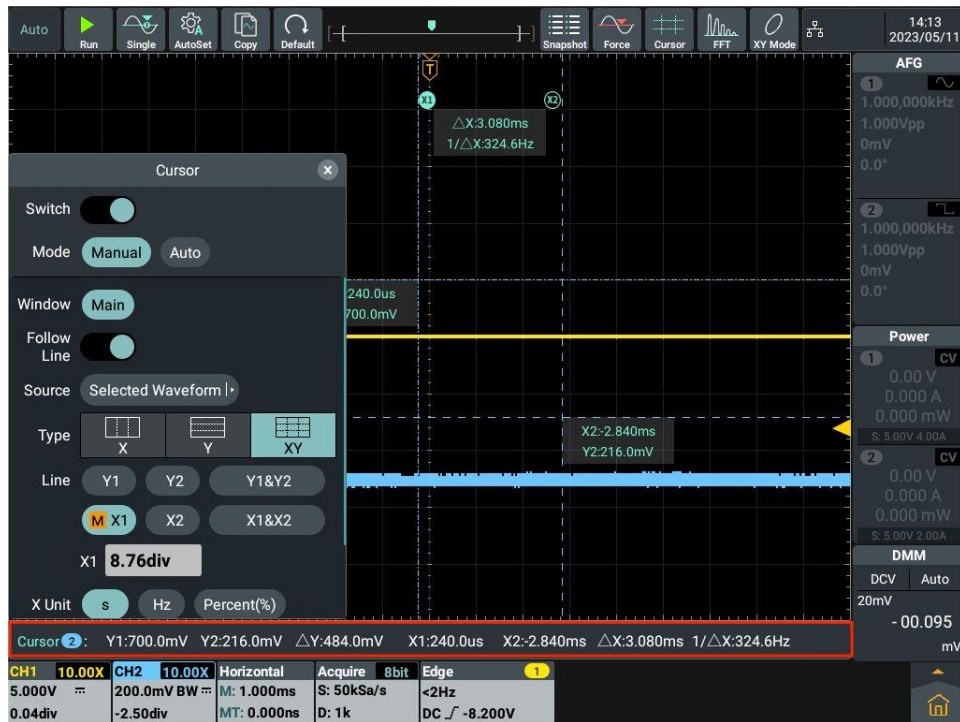 Auto Run Single AutoSet Copy Default Snapshot Force Cursor FFT XY Mode 14:13
2023/05/11
T
X1 X2
△X:3.080ms
1/△X:324.6Hz
Cursor x
Switch
Mode Manual Auto
Window Main
Follow
Line
Source Selected Waveform
Type X Y XY
Line Y1 Y2 Y1&Y2
M X1 X2 X1&X2
X1 8.76div
X Unit s Hz Percent(%)
240.0us
700.0mV
X2:-2.840ms
Y2:216.0mV
AFG
1
1.000,000kHz
1.000Vpp
0mV
0.0°
2
1.000,000kHz
1.000Vpp
0mV
0.0°
Power
1 CV
0.00 V
0.000 A
0.000 mW
S: 5.00V 4.00A
2 CV
0.00 V
0.000 A
0.000 mW
S: 5.00V 2.00A
DMM
DCV Auto
20mV
- 00.095
mV
Cursor 2 : Y1:700.0mV Y2:216.0mV △Y:484.0mV X1:240.0us X2:-2.840ms △X:3.080ms 1/△X:324.6Hz
CH1 10.00X CH2 10.00X Horizontal Acquire 8bit Edge 1
5.000V 200.0mV BW M: 1.000ms S: 50kSa/s <2Hz
0.04div -2.50div MT: 0.000ns D: 1k DC -8.200V